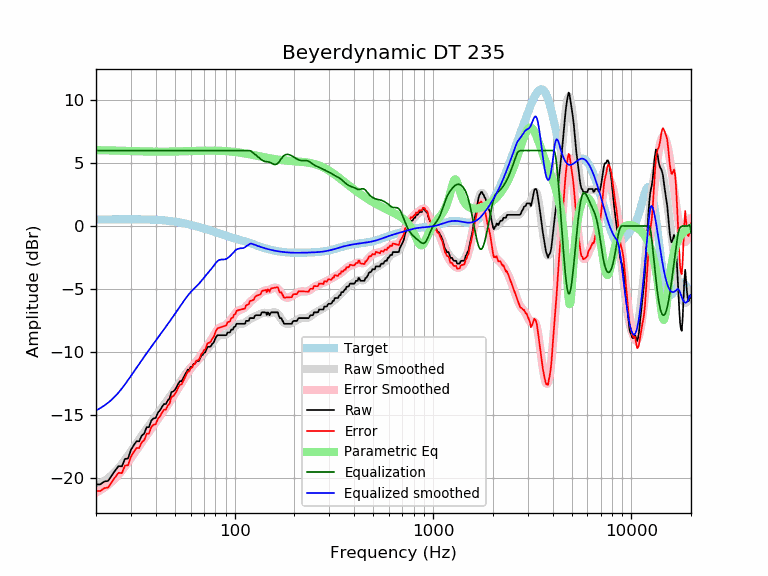 Beyerdynamic DT 235
Amplitude (dBr)
10
5
0
−5
−10
−15
−20
Target
Raw Smoothed
Error Smoothed
Raw
Error
Parametric Eq
Equalization
Equalized smoothed
100
1000
10000
Frequency (Hz)